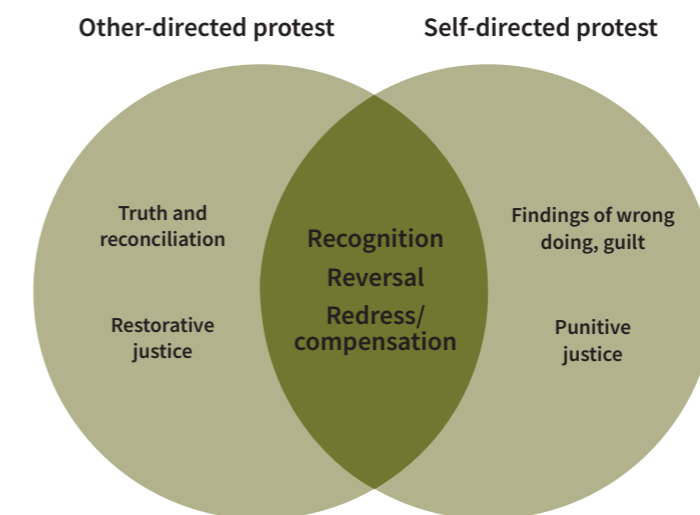 Other-directed protest
Self-directed protest
Truth and
reconciliation
Restorative
justice
Recognition
Reversal
Redress/
compensation
Findings of wrong
doing, guilt
Punitive
justice